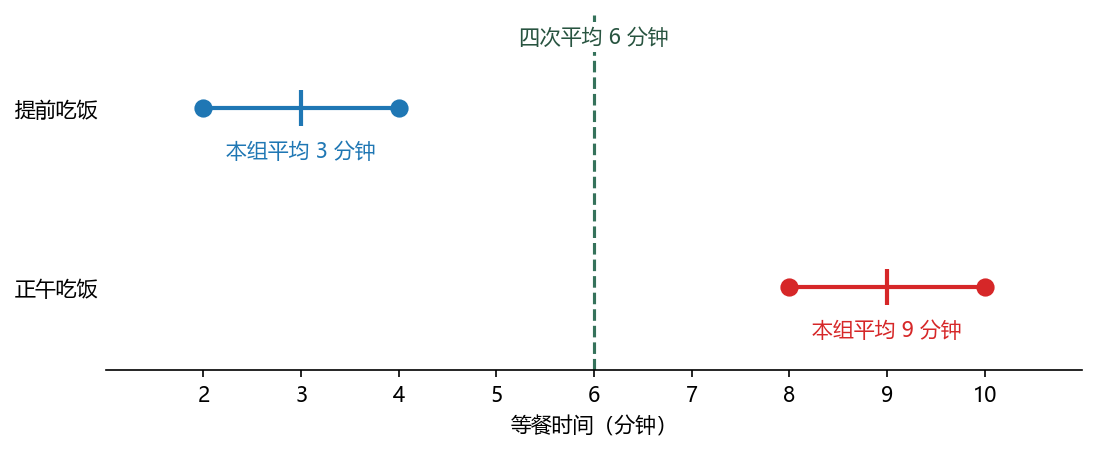 四次平均 6 分钟
提前吃饭
本组平均 3 分钟
正午吃饭
本组平均 9 分钟
2 3 4 5 6 7 8 9 10
等餐时间（分钟）